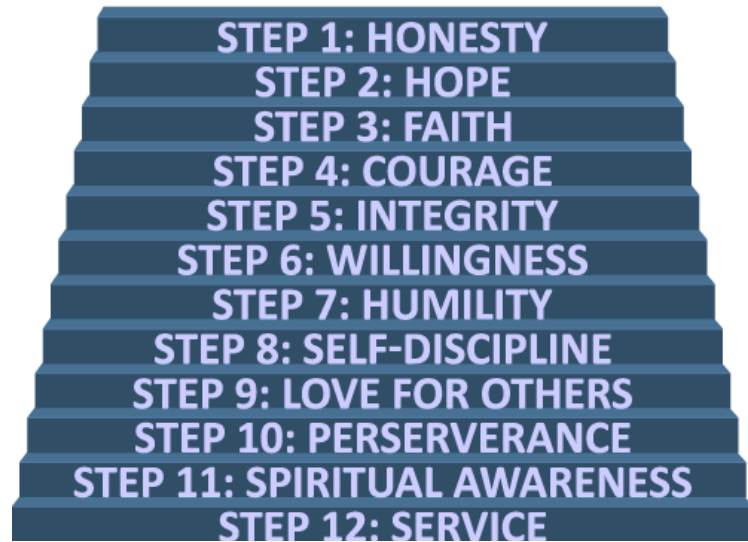 STEP 1: HONESTY
STEP 2: HOPE
STEP 3: FAITH
STEP 4: COURAGE
STEP 5: INTEGRITY
STEP 6: WILLINGNESS
STEP 7: HUMILITY
STEP 8: SELF-DISCIPLINE
STEP 9: LOVE FOR OTHERS
STEP 10: PERSERVERANCE
STEP 11: SPIRITUAL AWARENESS
STEP 12: SERVICE